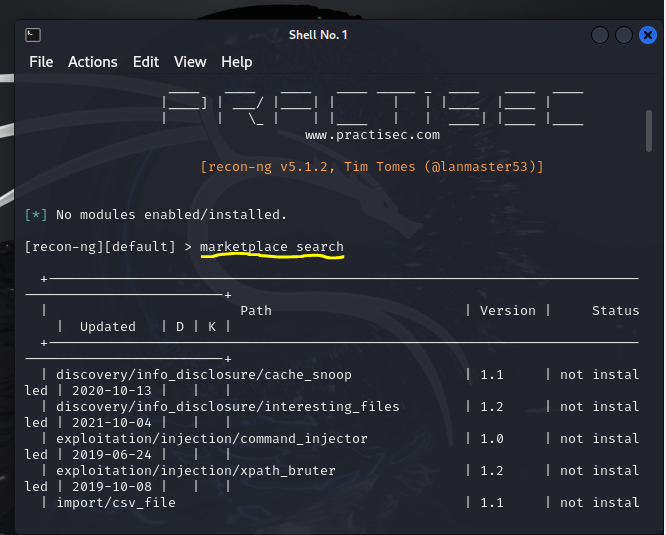 Shell No. 1
File Actions Edit View Help
www.practisec.com
[recon-ng v5.1.2, Tim Tomes (@lanmaster53)]
[*] No modules enabled/installed.
[recon-ng][default] > marketplace search
| Path | Version | Status
| Updated | D | K |
| discovery/info_disclosure/cache_snoop | 1.1 | not instal
led | 2020-10-13 | | |
| discovery/info_disclosure/interesting_files | 1.2 | not instal
led | 2021-10-04 | | |
| exploitation/injection/command_injector | 1.0 | not instal
led | 2019-06-24 | | |
| exploitation/injection/xpath_bruter | 1.2 | not instal
led | 2019-10-08 | | |
| import/csv_file | 1.1 | not instal